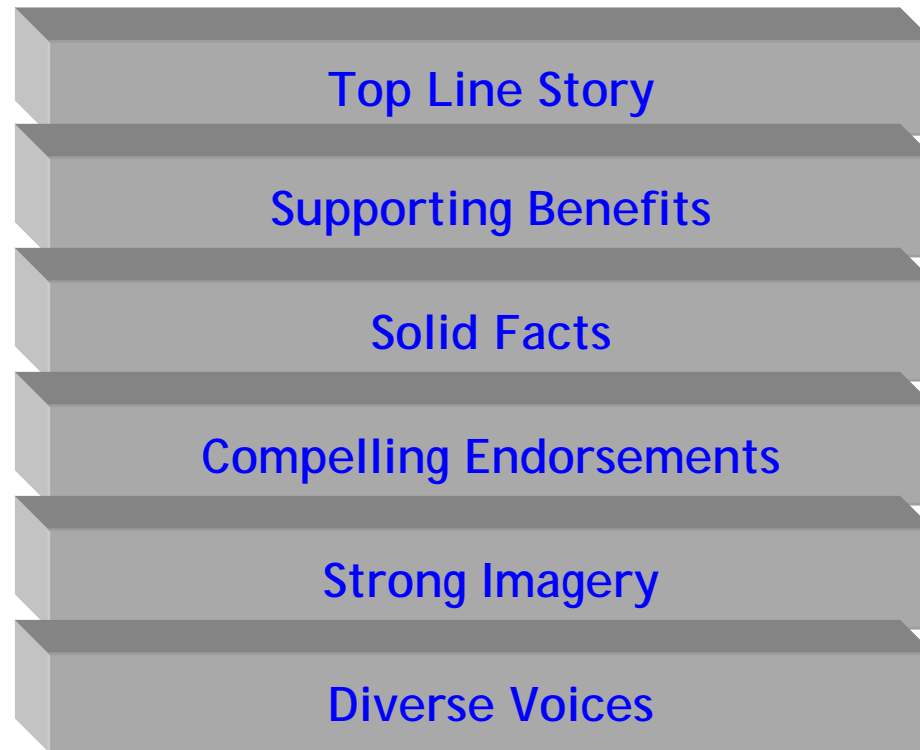 Top Line Story
Supporting Benefits
Solid Facts
Compelling Endorsements
Strong Imagery
Diverse Voices